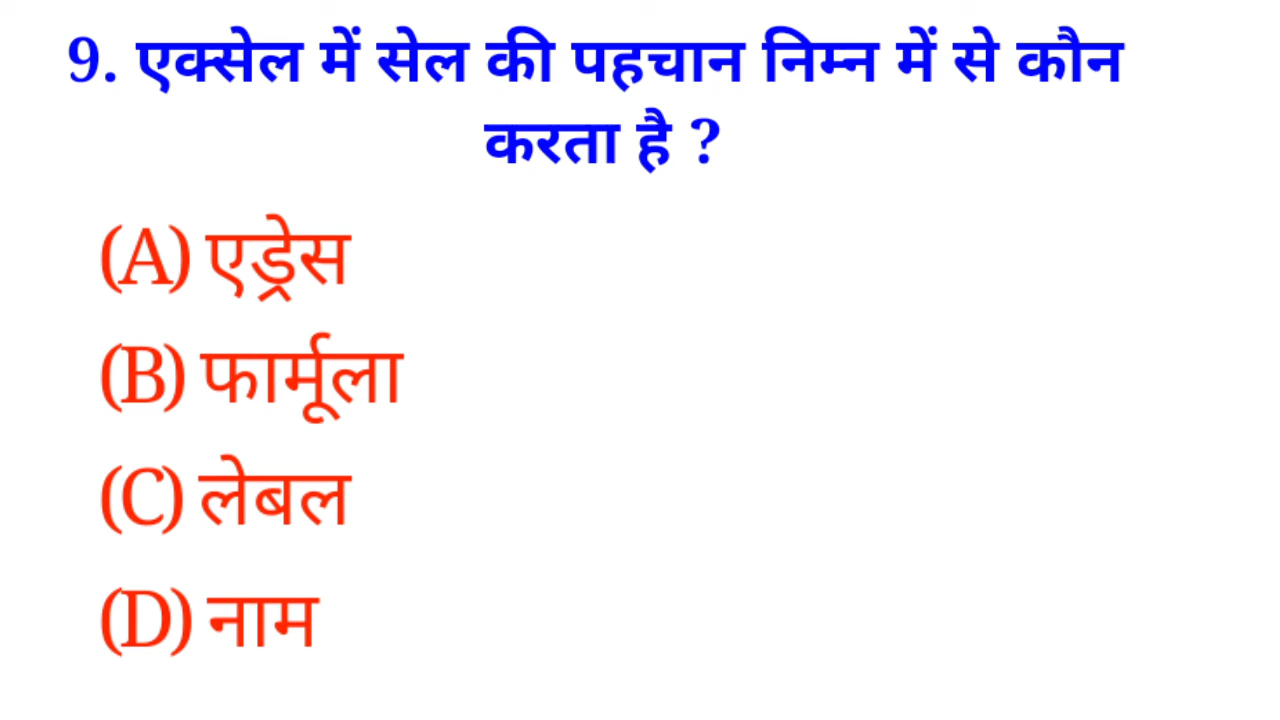 9. एक्सेल में सेल की पहचान निम्न में से कौन
करता है ?
(A) एड्रेस
(B) फार्मूला
(C) लेबल
(D) नाम